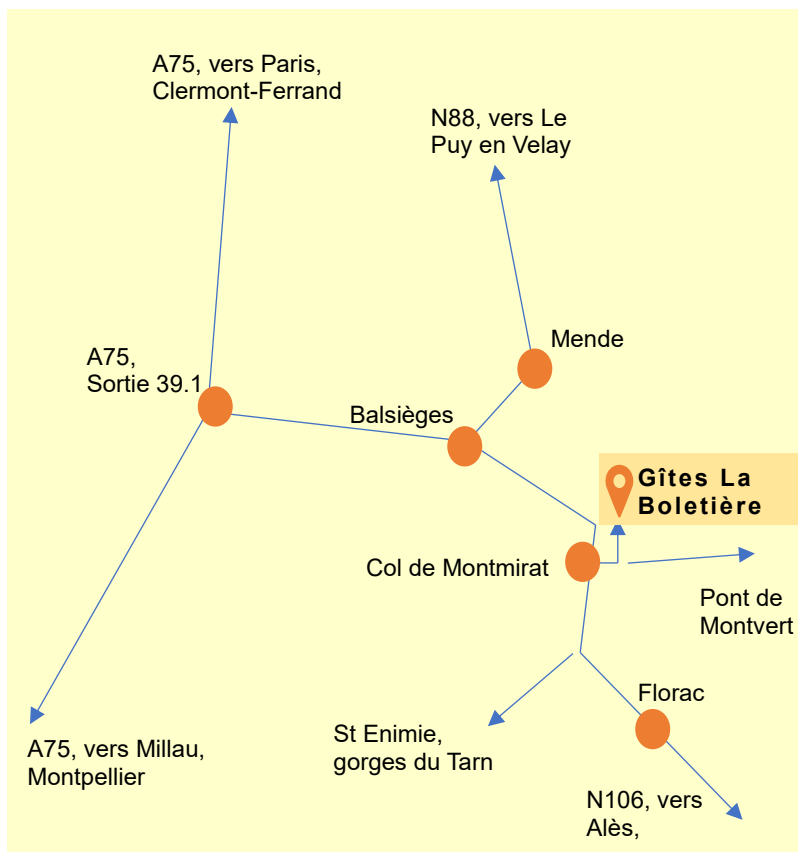 A75, vers Paris,
Clermont-Ferrand
N88, vers Le
Puy en Velay
Mende
A75,
Sortie 39.1
Balsièges
Gîtes La
Boletière
Col de Montmirat
Pont de
Montvert
Florac
St Enimie,
gorges du Tarn
A75, vers Millau,
Montpellier
N106, vers
Alès,